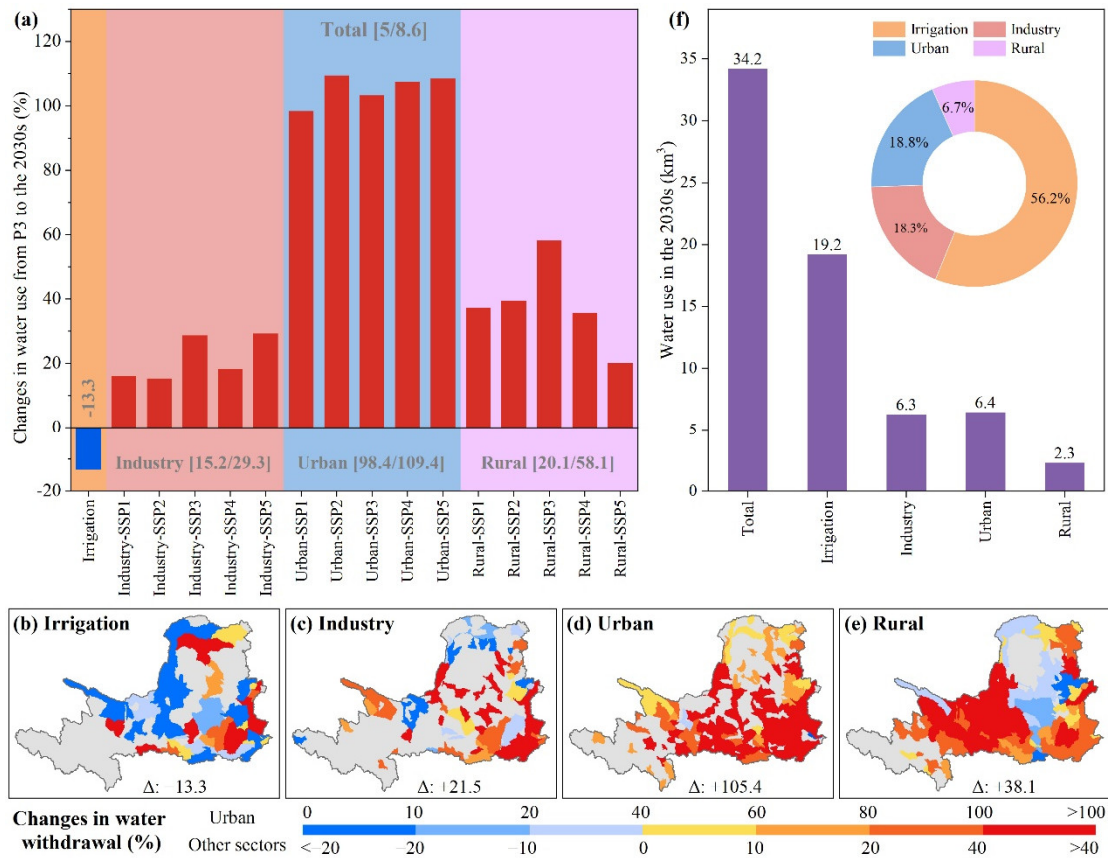 (a)
Total [5/8.6]
Changes in water use from P3 to the 2030s (%)
120
100
80
60
40
20
0
-20
-13.3
Industry [15.2/29.3]
Urban [98.4/109.4]
Rural [20.1/58.1]
Irrigation
Industry-SSP1
Industry-SSP2
Industry-SSP3
Industry-SSP4
Industry-SSP5
Urban-SSP1
Urban-SSP2
Urban-SSP3
Urban-SSP4
Urban-SSP5
Rural-SSP1
Rural-SSP2
Rural-SSP3
Rural-SSP4
Rural-SSP5
(f)
Irrigation Industry
Urban Rural
Water use in the 2030s (km³)
35
30
25
20
15
10
5
0
34.2
19.2
6.3
6.4
2.3
6.7%
18.8%
18.3%
56.2%
Total
Irrigation
Industry
Urban
Rural
(b) Irrigation
Δ: −13.3
(c) Industry
Δ: +21.5
(d) Urban
Δ: +105.4
(e) Rural
Δ: +38.1
Changes in water
withdrawal (%)
Urban 0 10 20 40 60 80 100 >100
Other sectors <−20 −20 −10 0 10 20 40 >40